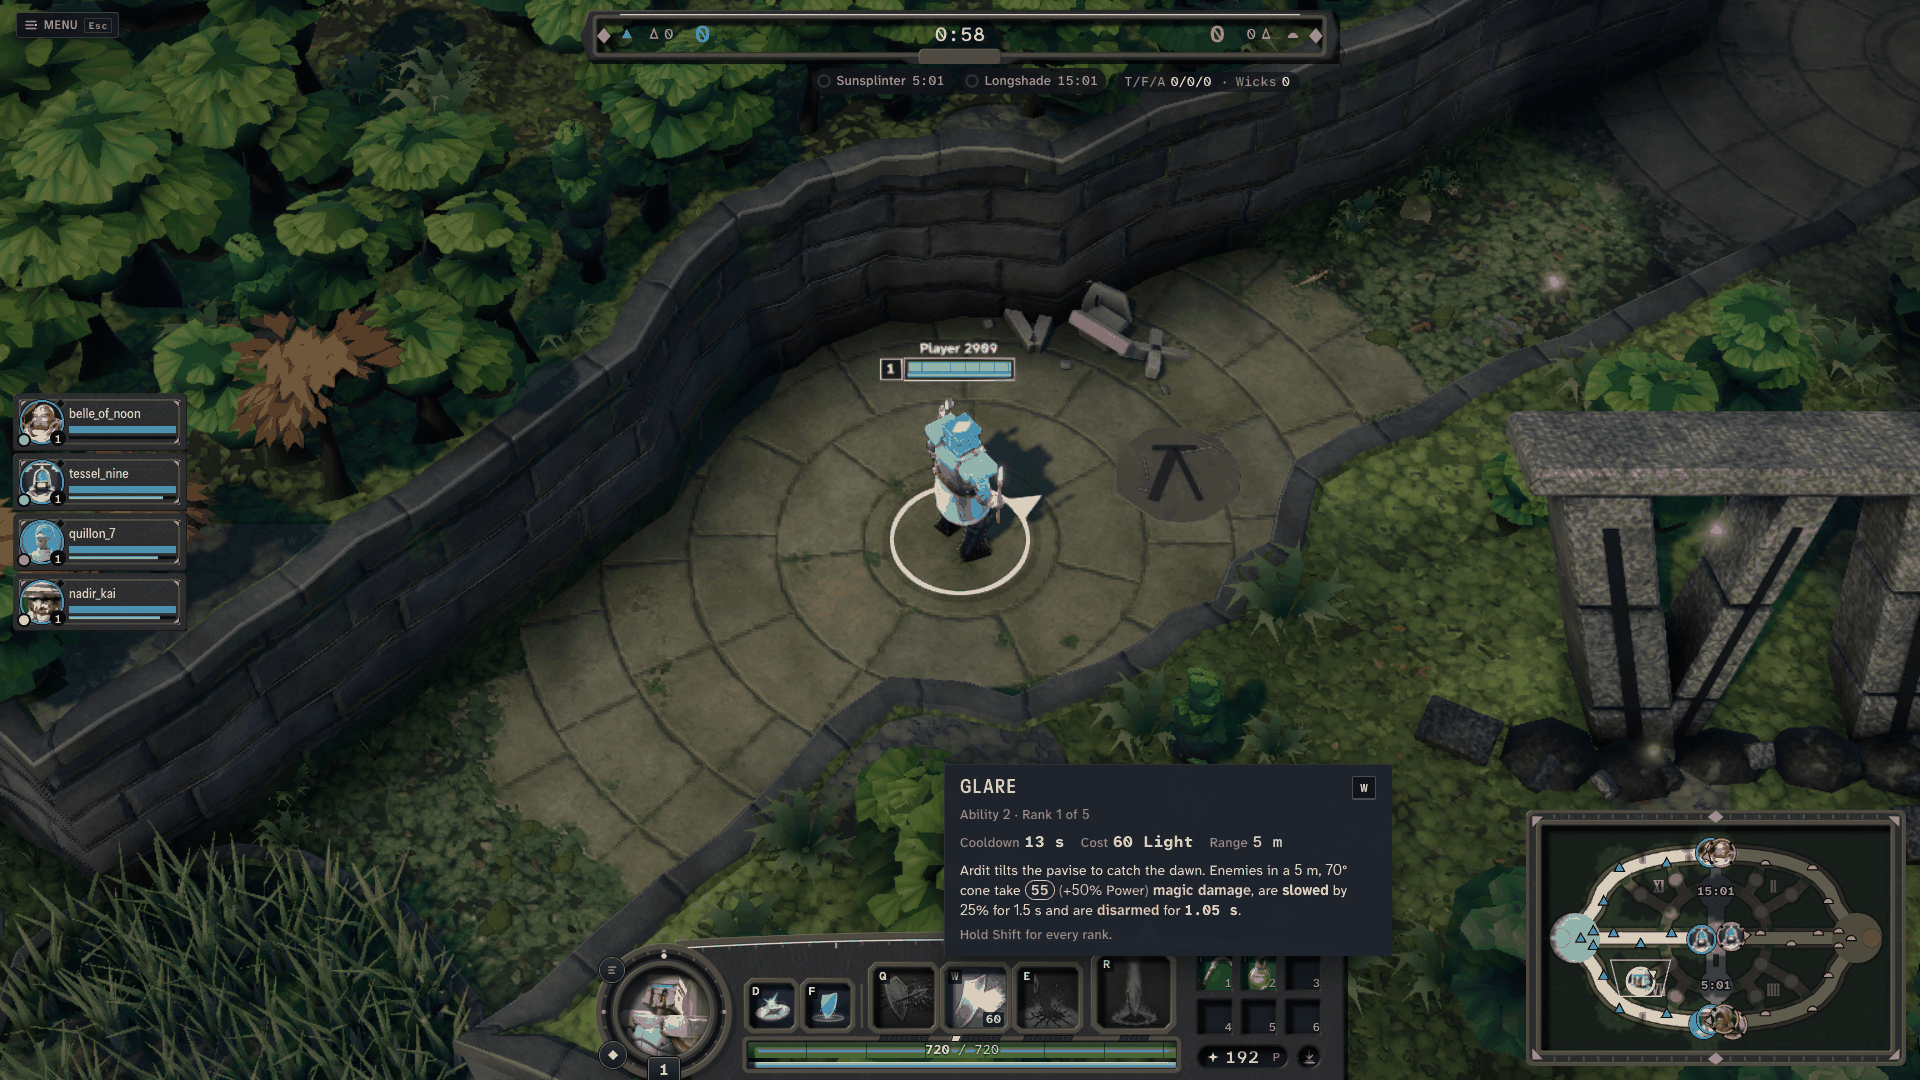 MENU Esc
0 0 0:58 0 0
Sunsplinter 5:01 Longshade 15:01 T/F/A 0/0/0 · Wicks 0
Player 2909
1
belle_of_noon
1
tessel_nine
1
quillon_7
1
nadir_kai
1
GLARE W
Ability 2 · Rank 1 of 5
Cooldown 13 s Cost 60 Light Range 5 m
Ardit tilts the pavise to catch the dawn. Enemies in a 5 m, 70°
cone take 55 (+50% Power) magic damage, are slowed by
25% for 1.5 s and are disarmed for 1.05 s.
Hold Shift for every rank.
15:01
5:01
D F Q W E R
60
1 2 3
4 5 6
720 / 720
192 P
1